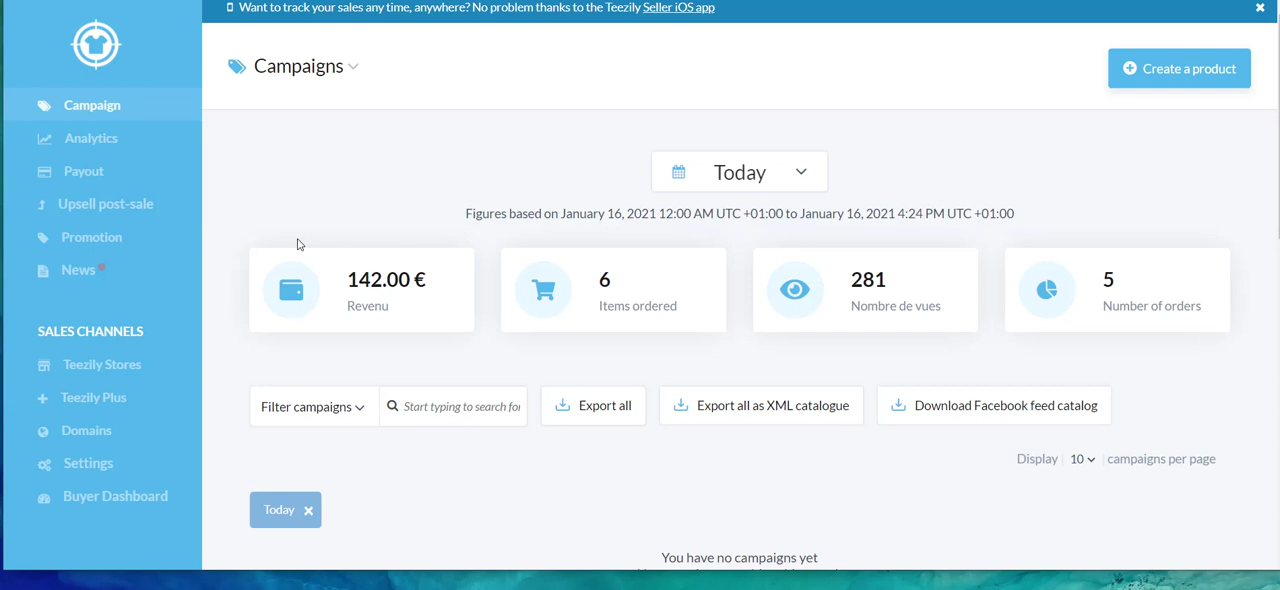 Want to track your sales any time, anywhere? No problem thanks to the Teezily Seller iOS app
Campaigns
Create a product
Campaign
Analytics
Payout
Upsell post-sale
Promotion
News
SALES CHANNELS
Teezily Stores
Teezily Plus
Domains
Settings
Buyer Dashboard
Today
Figures based on January 16, 2021 12:00 AM UTC +01:00 to January 16, 2021 4:24 PM UTC +01:00
142.00 €
Revenu
6
Items ordered
281
Nombre de vues
5
Number of orders
Filter campaigns
Start typing to search for
Export all
Export all as XML catalogue
Download Facebook feed catalog
Display 10 campaigns per page
Today
You have no campaigns yet